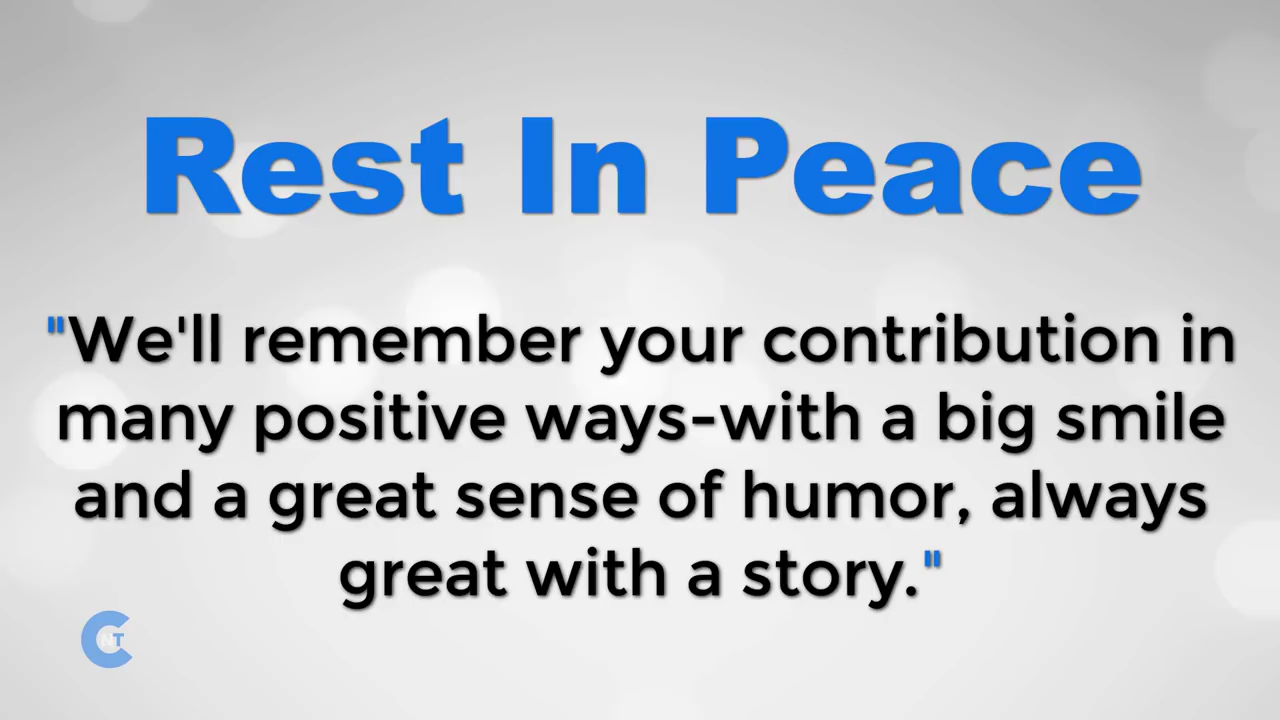 Rest In Peace
"We'll remember your contribution in
many positive ways-with a big smile
and a great sense of humor, always
great with a story."
CNT